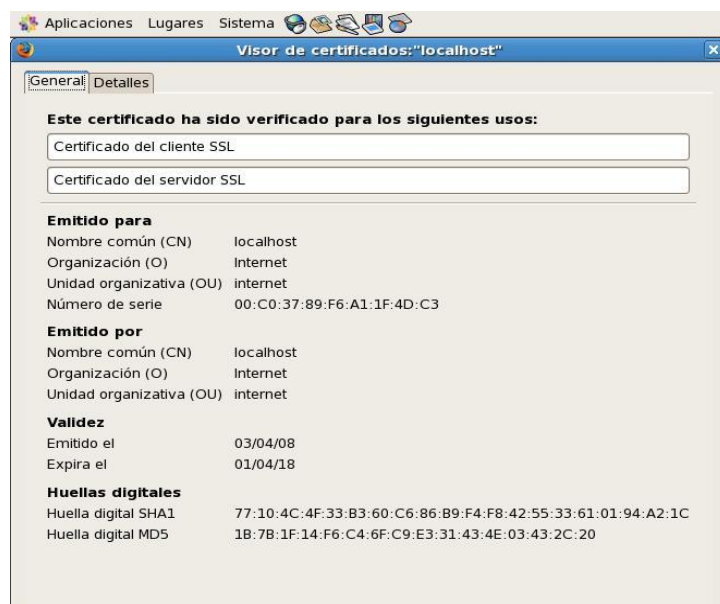 Aplicaciones Lugares Sistema
Visor de certificados:"localhost"
General Detalles
Este certificado ha sido verificado para los siguientes usos:
Certificado del cliente SSL
Certificado del servidor SSL
Emitido para
Nombre común (CN) localhost
Organización (O) Internet
Unidad organizativa (OU) internet
Número de serie 00:C0:37:89:F6:A1:1F:4D:C3
Emitido por
Nombre común (CN) localhost
Organización (O) Internet
Unidad organizativa (OU) internet
Validez
Emitido el 03/04/08
Expira el 01/04/18
Huellas digitales
Huella digital SHA1 77:10:4C:4F:33:B3:60:C6:86:B9:F4:F8:42:55:33:61:01:94:A2:1C
Huella digital MD5 1B:7B:1F:14:F6:C4:6F:C9:E3:31:43:4E:03:43:2C:20